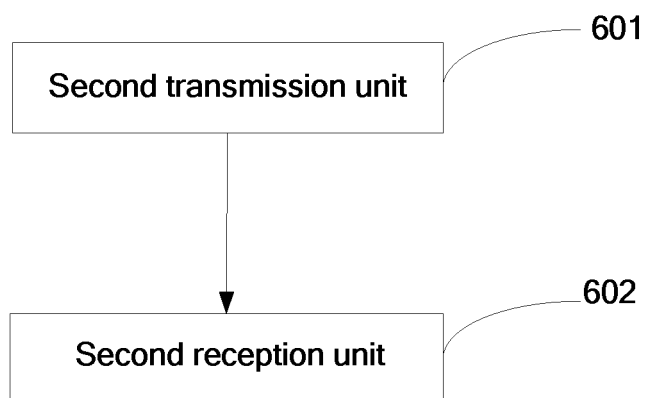 601
Second transmission unit
602
Second reception unit